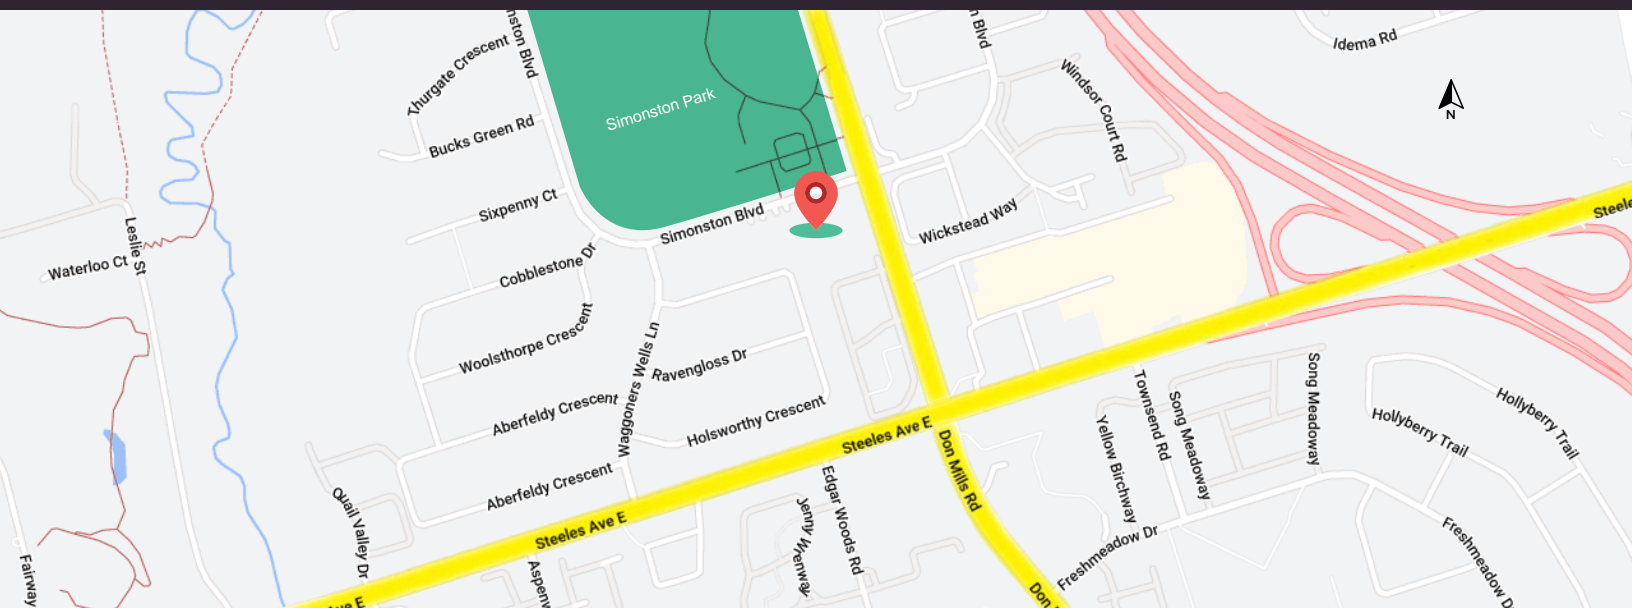 nston Blvd
n Blvd
Idema Rd
Thurgate Crescent
Windsor Court Rd
N
Simonston Park
Bucks Green Rd
Sixpenny Ct
Simonston Blvd
Wickstead Way
Steele
Leslie St
Waterloo Ct
Cobblestone Dr
Woolsthorpe Crescent
Waggoners Wells Ln
Ravengloss Dr
Aberfeldy Crescent
Holsworthy Crescent
Steeles Ave E
Don Mills Rd
Townsend Rd
Song Meadoway
Song Meadoway
Hollyberry Trail
Hollyberry Trail
Yellow Birchway
Aberfeldy Crescent
Quail Valley Dr
Steeles Ave E
Edgar Woods Rd
Jenny Wrenway
Freshmeadow Dr
Freshmeadow D
Fairway
Aspenw
ve E
Don